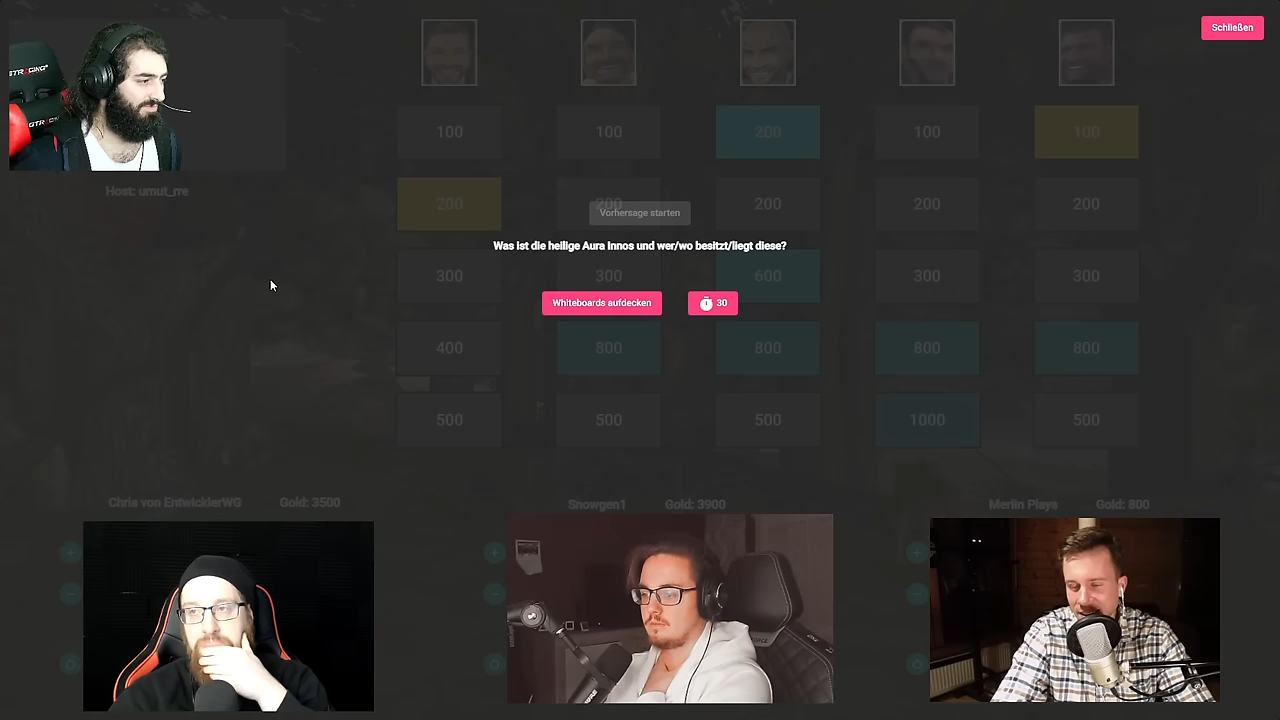 Schließen
100 100 200 100 100
Host: umut_rre
200 200 200 200 200
Vorhersage starten
Was ist die heilige Aura Innos und wer/wo besitzt/liegt diese?
300 300 600 300 300
Whiteboards aufdecken 30
400 800 800 800 800
500 500 500 1000 500
Chris von EntwicklerWG Gold: 3500
Snowgen1 Gold: 3900
Merlin Plays Gold: 800